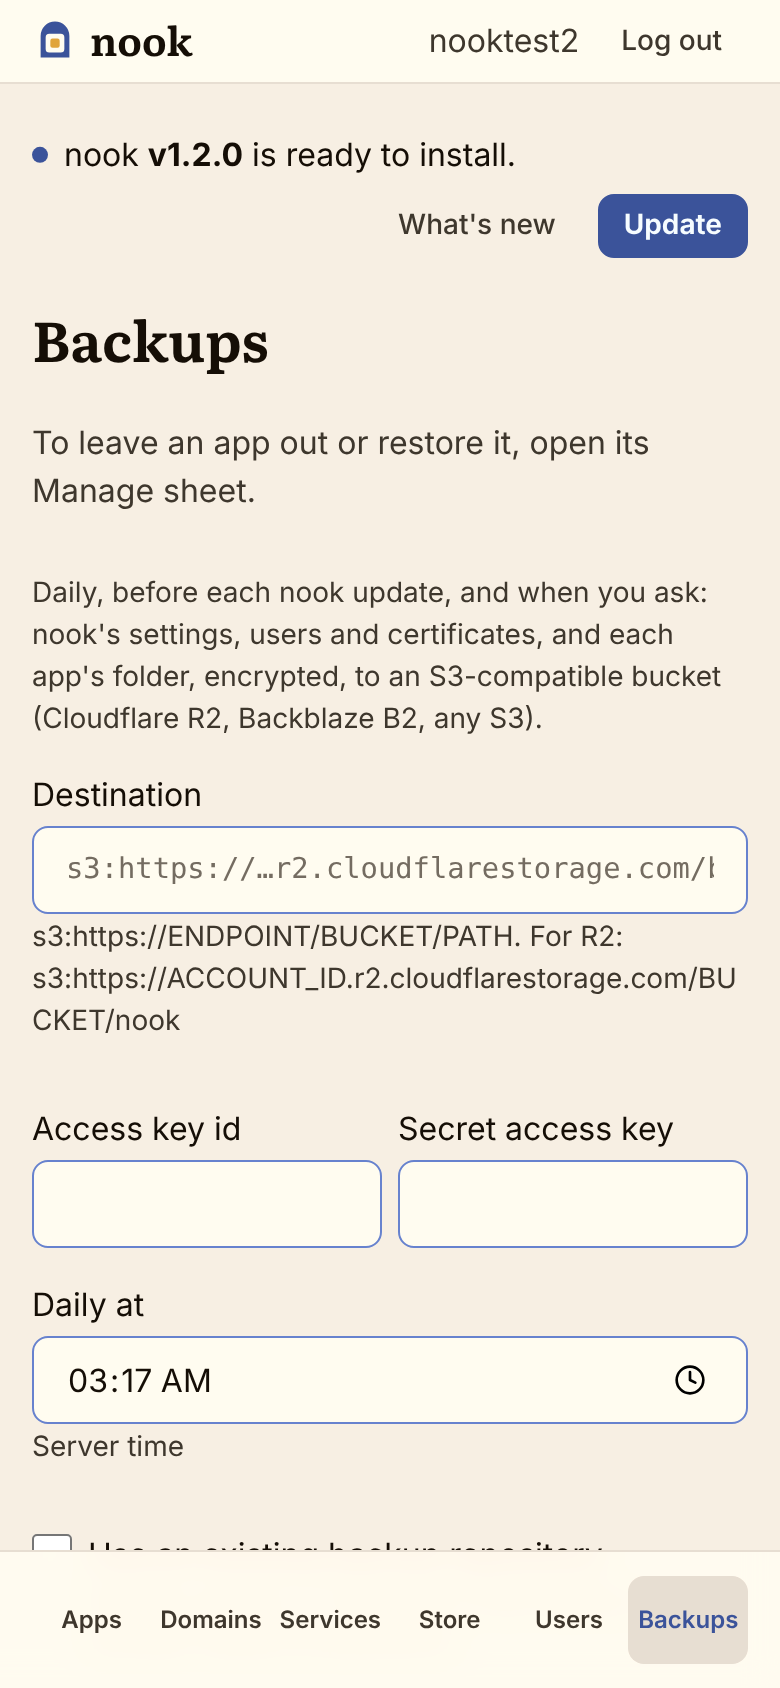 nook
nooktest2
Log out
nook v1.2.0 is ready to install.
What's new
Update
Backups
To leave an app out or restore it, open its
Manage sheet.
Daily, before each nook update, and when you ask:
nook's settings, users and certificates, and each
app's folder, encrypted, to an S3-compatible bucket
(Cloudflare R2, Backblaze B2, any S3).
Destination
s3:https://…r2.cloudflarestorage.com/b
s3:https://ENDPOINT/BUCKET/PATH. For R2:
s3:https://ACCOUNT_ID.r2.cloudflarestorage.com/BU
CKET/nook
Access key id
Secret access key
Daily at
03:17 AM
Server time
Use an existing backup repository
Apps
Domains
Services
Store
Users
Backups